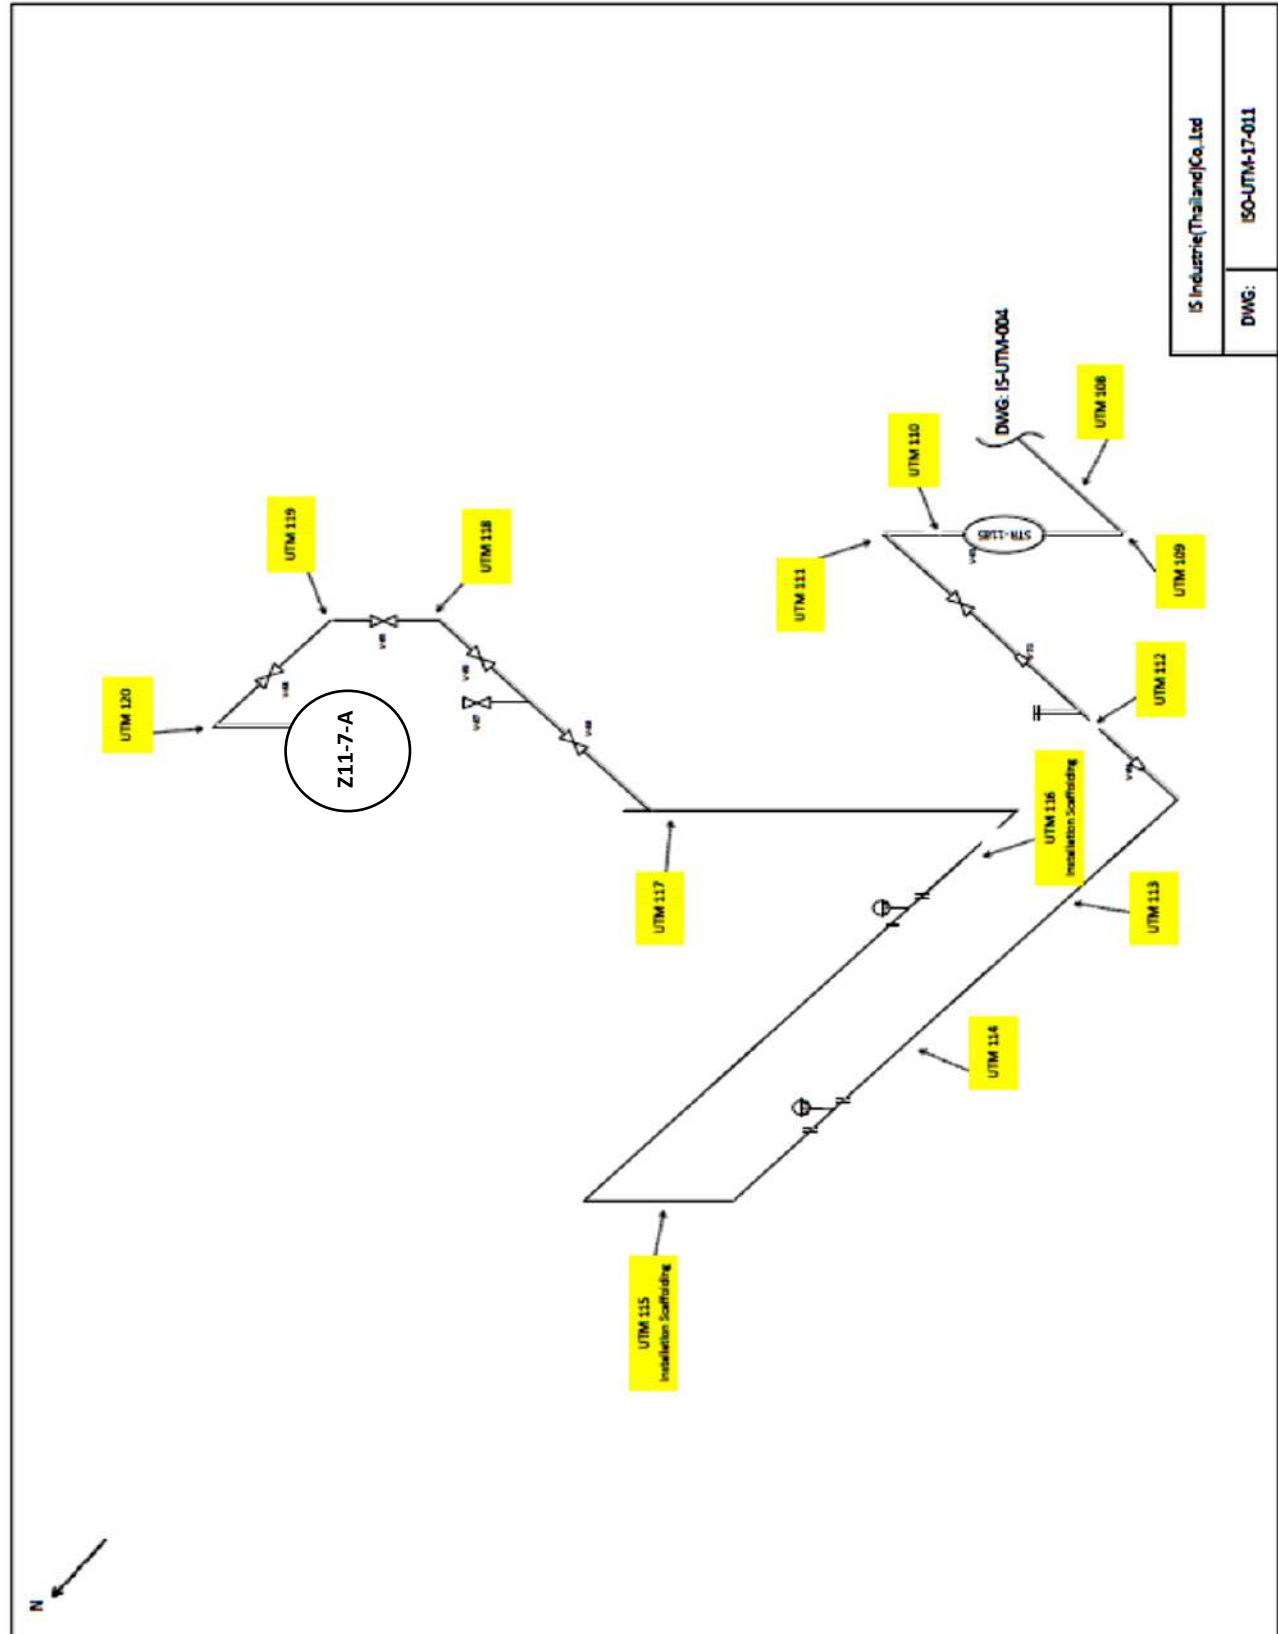 N
UTM 120
UTM 119
Z11-7-A
V47
UTM 118
UTM 115
Installation Scaffolding
UTM 117
UTM 111
UTM 110
UTM 114
DWG: IS-UTM-004
STR-1185
UTM 116
Installation Scaffolding
UTM 108
UTM 113
UTM 112
UTM 109
IS Industrie(Thailand)Co,.Ltd
DWG: ISO-UTM-17-011